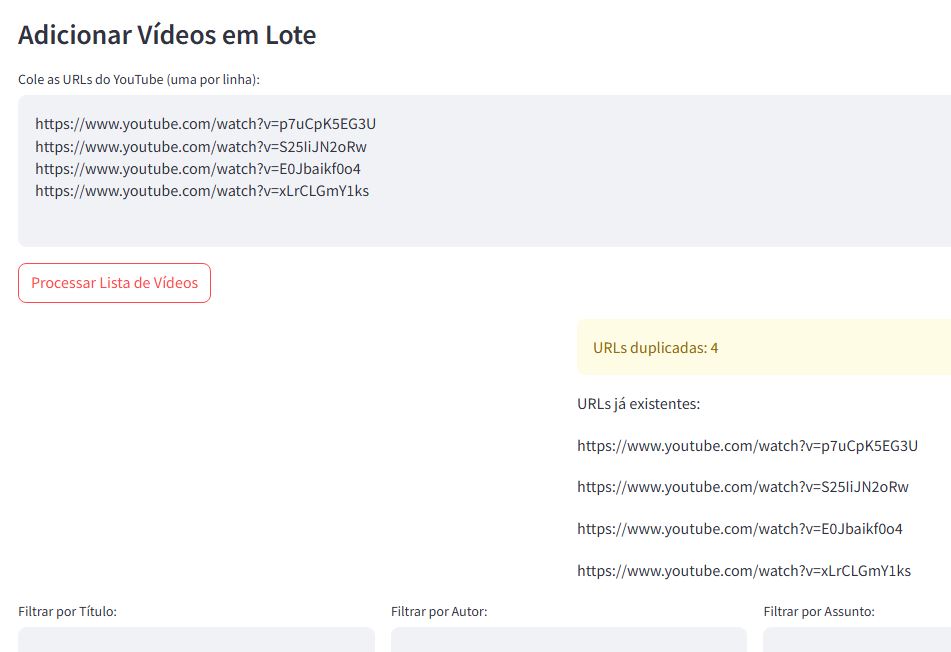 Adicionar Vídeos em Lote
Cole as URLs do YouTube (uma por linha):
https://www.youtube.com/watch?v=p7uCpK5EG3U
https://www.youtube.com/watch?v=S25liJN2oRw
https://www.youtube.com/watch?v=E0Jbaikf0o4
https://www.youtube.com/watch?v=xLrCLGmY1ks
Processar Lista de Vídeos
URLs duplicadas: 4
URLs já existentes:
https://www.youtube.com/watch?v=p7uCpK5EG3U
https://www.youtube.com/watch?v=S25liJN2oRw
https://www.youtube.com/watch?v=E0Jbaikf0o4
https://www.youtube.com/watch?v=xLrCLGmY1ks
Filtrar por Título:
Filtrar por Autor:
Filtrar por Assunto: